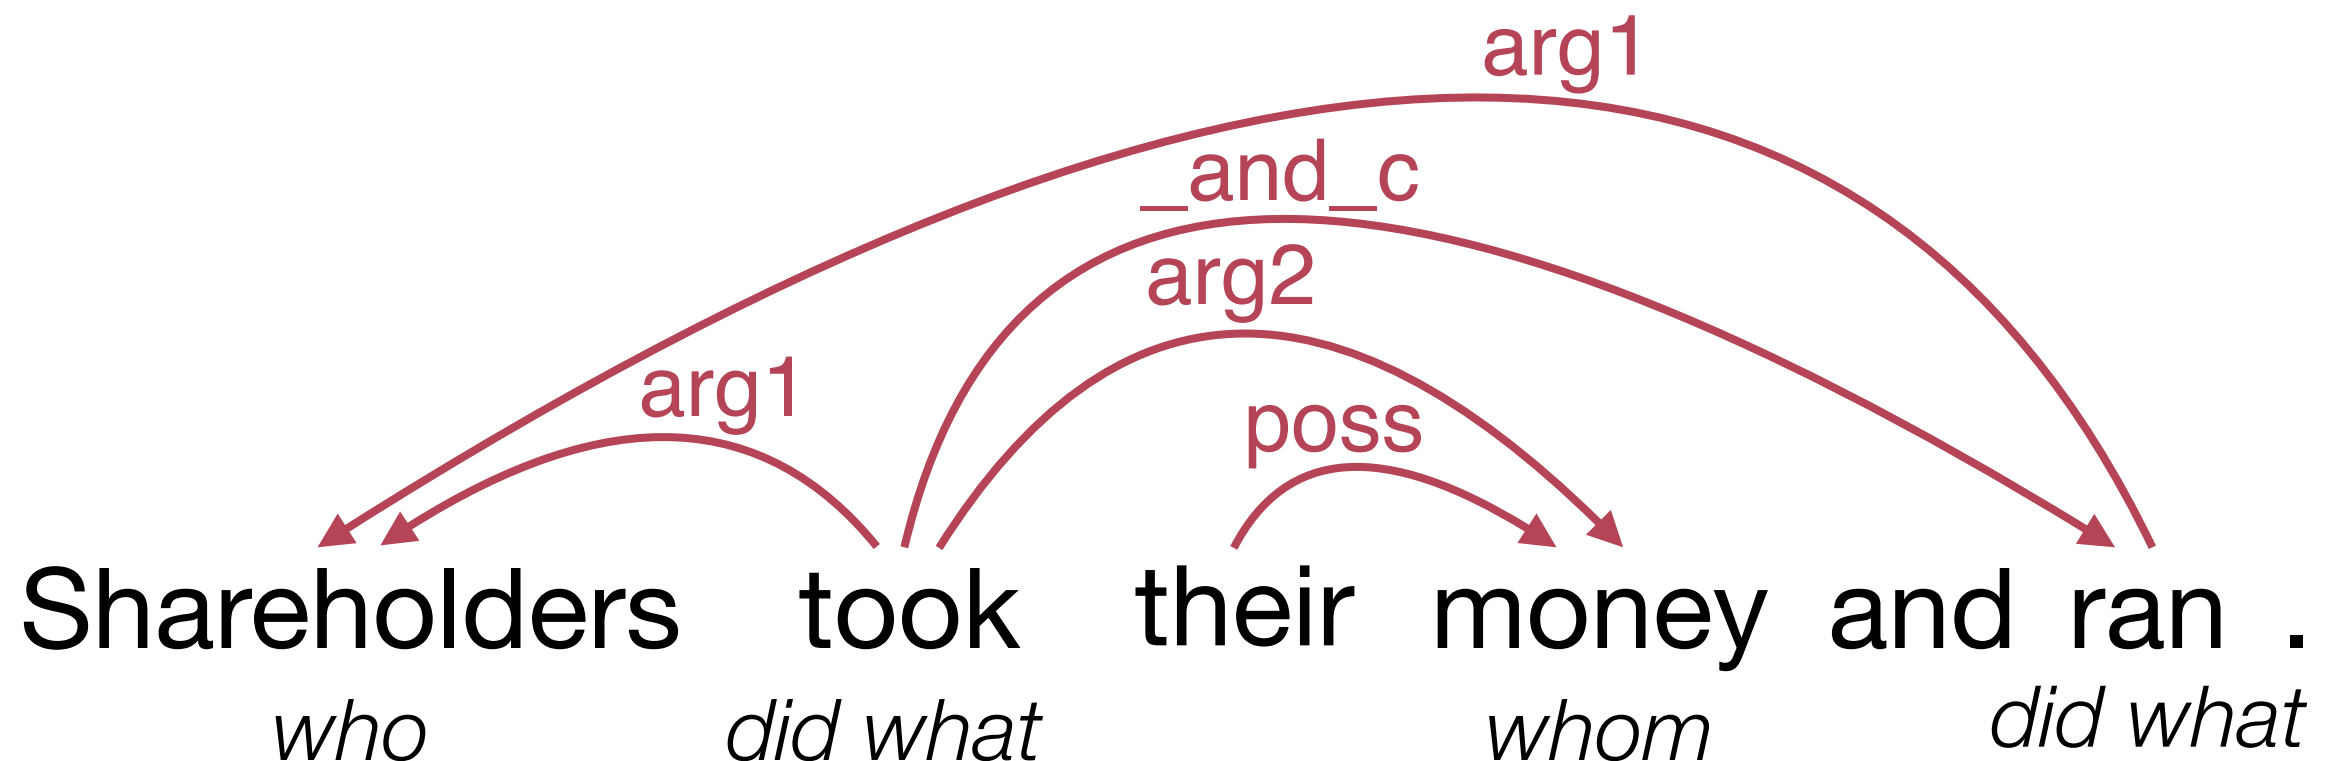 arg1
_and_c
arg2
arg1
poss
Shareholders took their money and ran .
who did what whom did what